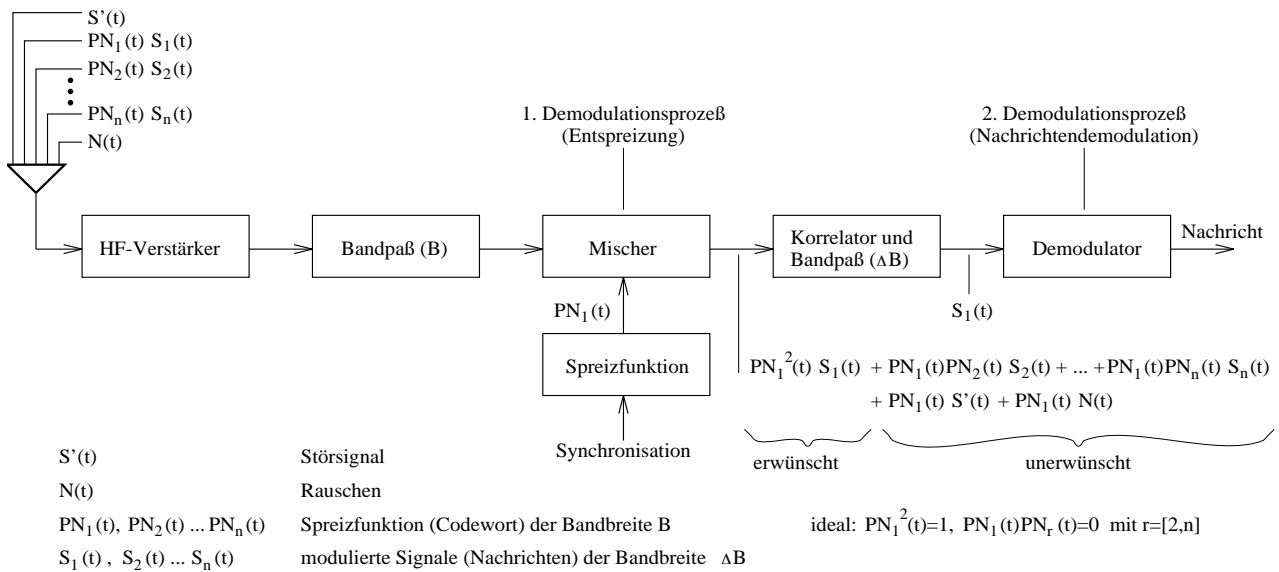 S'(t)
PN₁(t) S₁(t)
PN₂(t) S₂(t)
PNₙ(t) Sₙ(t)
N(t)
1. Demodulationsprozeß
(Entspreizung)
2. Demodulationsprozeß
(Nachrichtendemodulation)
HF-Verstärker
Bandpaß (B)
Mischer
Korrelator und
Bandpaß (ΔB)
Demodulator
Nachricht
PN₁(t)
S₁(t)
Spreizfunktion
Synchronisation
PN₁²(t) S₁(t) + PN₁(t)PN₂(t) S₂(t) + ... +PN₁(t)PNₙ(t) Sₙ(t)
+ PN₁(t) S'(t) + PN₁(t) N(t)
erwünscht
unerwünscht
S'(t) Störsignal
N(t) Rauschen
PN₁(t), PN₂(t) ... PNₙ(t) Spreizfunktion (Codewort) der Bandbreite B
S₁(t) , S₂(t) ... Sₙ(t) modulierte Signale (Nachrichten) der Bandbreite ΔB
ideal: PN₁²(t)=1, PN₁(t)PNᵣ(t)=0 mit r=[2,n]